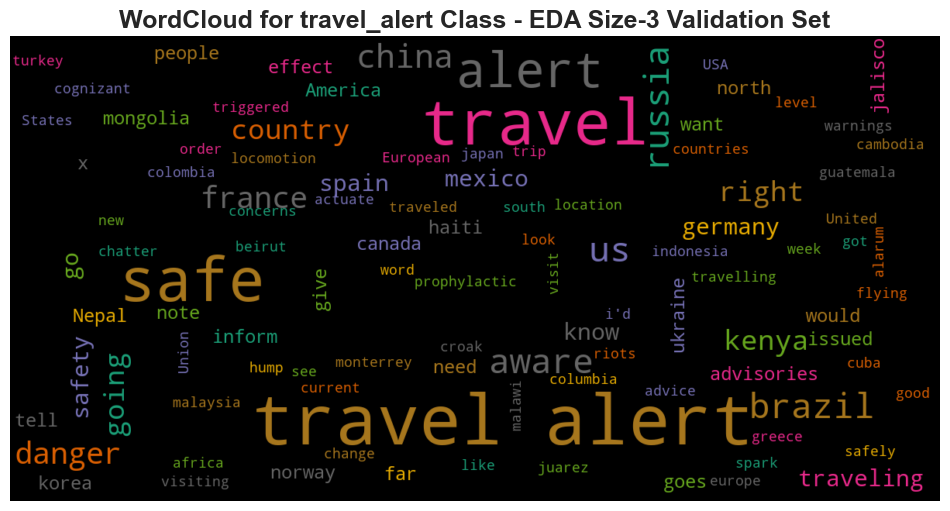 WordCloud for travel_alert Class - EDA Size-3 Validation Set
turkey
people
effect
china
alert
russia
USA
north
level
jalisco
cognizant
States
mongolia
triggered
America
country
order
locomotion
European
japan
trip
travel
want
countries
warnings
cambodia
x
colombia
france
spain
actuate
mexico
right
guatemala
new
concerns
traveled
south
location
haiti
germany
United
chatter
beirut
canada
look
us
indonesia
week
got
alarum
go
safe
give
word
prophylactic
visit
travelling
flying
Nepal
note
i'd
ukraine
would
safety
going
Union
inform
know
kenya
issued
hump
see
monterrey
croak
need
aware
riots
advisories
cuba
current
columbia
advice
good
malaysia
malawi
tell
travel alert
brazil
danger
change
greece
safely
africa
korea
visiting
norway
far
like
juarez
goes
spark
europe
traveling